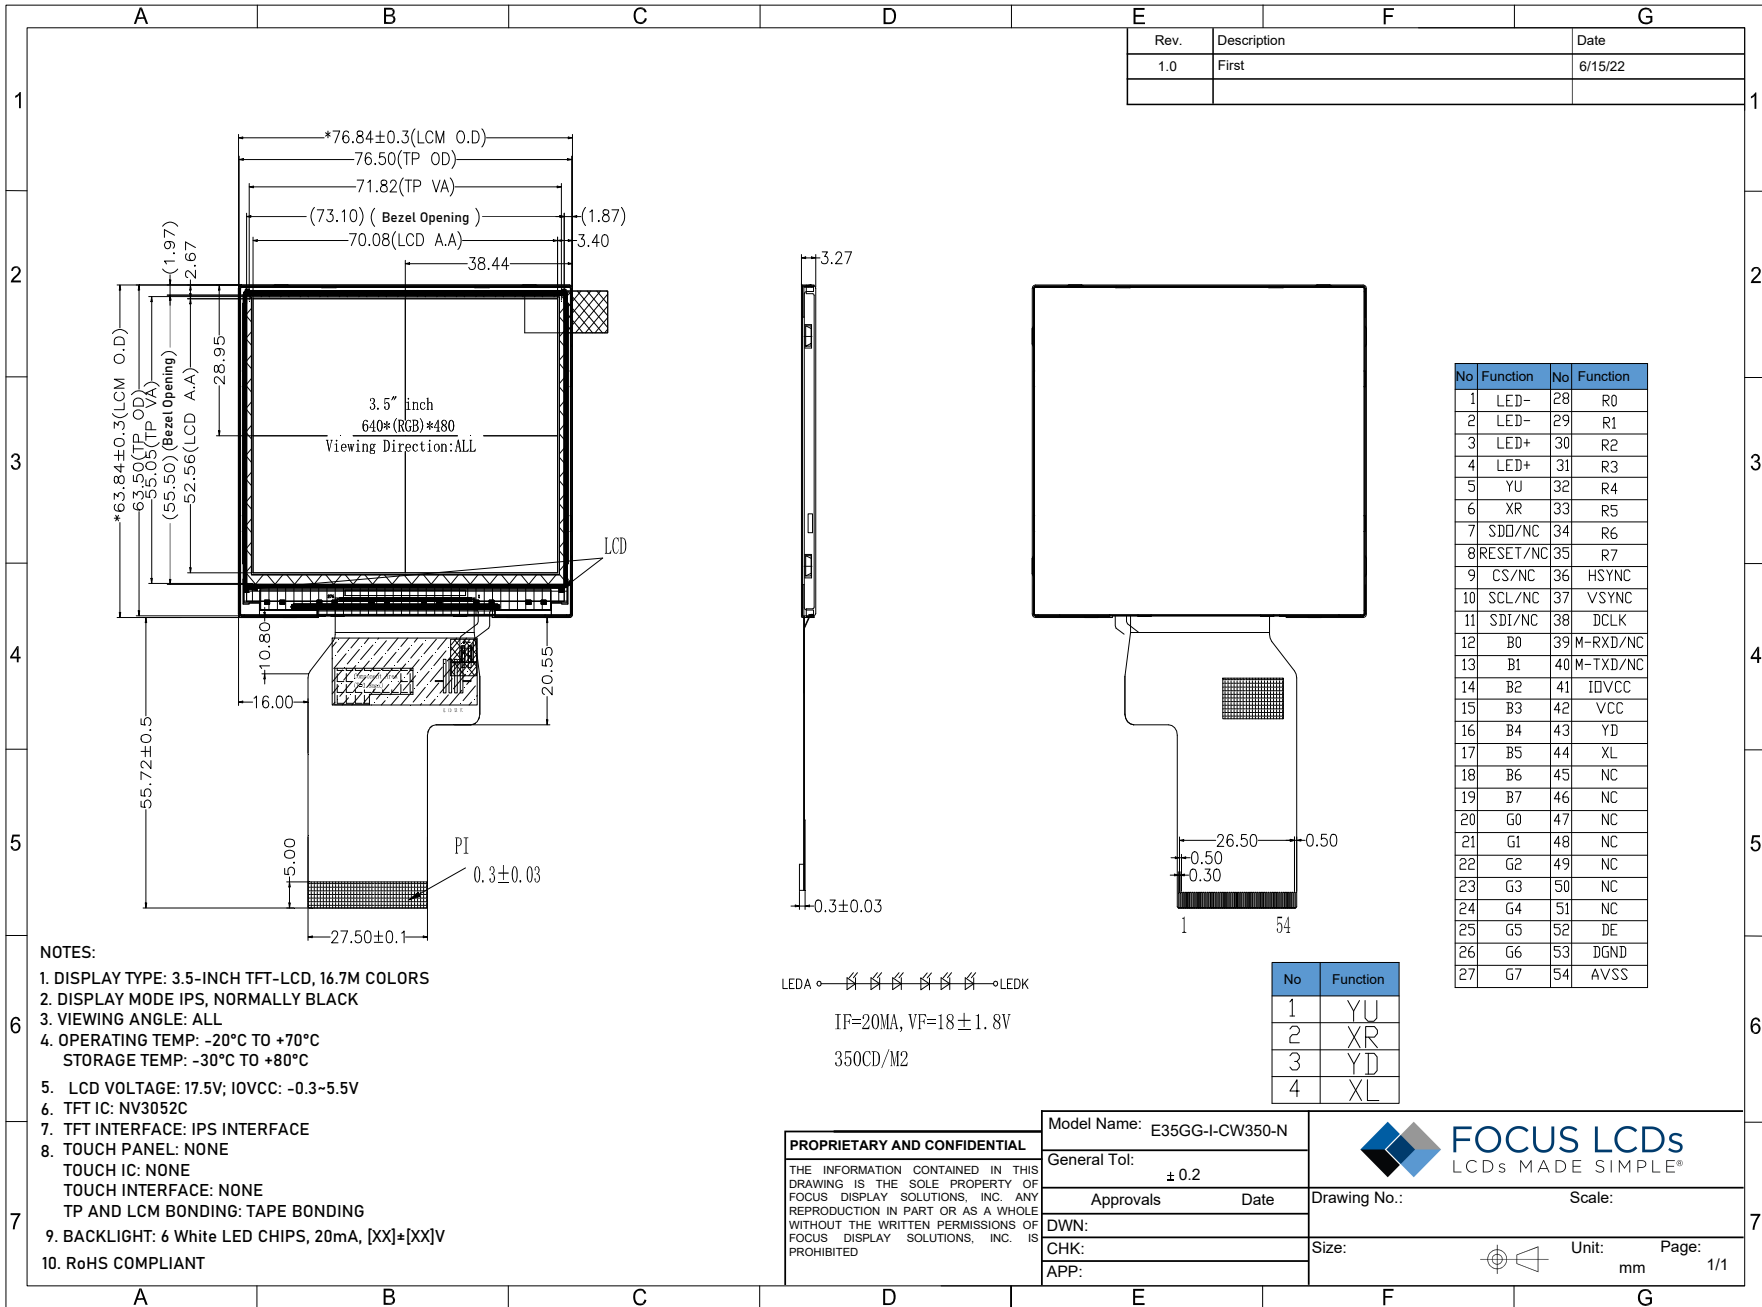 A B C D E F G
Rev. Description Date
1.0 First 6/15/22
1 1
2 2
3 3
4 4
5 5
6 6
7 7
*76.84±0.3(LCM O.D)
76.50(TP OD)
71.82(TP VA)
(73.10) ( Bezel Opening ) (1.87)
70.08(LCD A.A) 3.40
38.44
(1.97)
2.67
*63.84±0.3(LCM O.D)
63.50(TP OD)
55.05(TP VA)
(55.50) (Bezel Opening)
52.56(LCD A.A)
28.95
3.5" inch
640*(RGB)*480
Viewing Direction:ALL
LCD
10.80
16.00
20.55
55.72±0.5
5.00
PI
0.3±0.03
27.50±0.1
3.27
0.3±0.03
26.50 0.50
0.50
0.30
1 54
No Function No Function
1 LED- 28 R0
2 LED- 29 R1
3 LED+ 30 R2
4 LED+ 31 R3
5 YU 32 R4
6 XR 33 R5
7 SDO/NC 34 R6
8 RESET/NC 35 R7
9 CS/NC 36 HSYNC
10 SCL/NC 37 VSYNC
11 SDI/NC 38 DCLK
12 B0 39 M-RXD/NC
13 B1 40 M-TXD/NC
14 B2 41 IOVCC
15 B3 42 VCC
16 B4 43 YD
17 B5 44 XL
18 B6 45 NC
19 B7 46 NC
20 G0 47 NC
21 G1 48 NC
22 G2 49 NC
23 G3 50 NC
24 G4 51 NC
25 G5 52 DE
26 G6 53 DGND
27 G7 54 AVSS
NOTES:
1. DISPLAY TYPE: 3.5-INCH TFT-LCD, 16.7M COLORS
2. DISPLAY MODE IPS, NORMALLY BLACK
3. VIEWING ANGLE: ALL
4. OPERATING TEMP: -20°C TO +70°C
STORAGE TEMP: -30°C TO +80°C
5. LCD VOLTAGE: 17.5V; IOVCC: -0.3~5.5V
6. TFT IC: NV3052C
7. TFT INTERFACE: IPS INTERFACE
8. TOUCH PANEL: NONE
TOUCH IC: NONE
TOUCH INTERFACE: NONE
TP AND LCM BONDING: TAPE BONDING
9. BACKLIGHT: 6 White LED CHIPS, 20mA, [XX]±[XX]V
10. RoHS COMPLIANT
LEDA LEDK
IF=20MA, VF=18±1.8V
350CD/M2
No Function
1 YU
2 XR
3 YD
4 XL
PROPRIETARY AND CONFIDENTIAL
THE INFORMATION CONTAINED IN THIS
DRAWING IS THE SOLE PROPERTY OF
FOCUS DISPLAY SOLUTIONS, INC. ANY
REPRODUCTION IN PART OR AS A WHOLE
WITHOUT THE WRITTEN PERMISSIONS OF
FOCUS DISPLAY SOLUTIONS, INC. IS
PROHIBITED
Model Name: E35GG-I-CW350-N
General Tol:
± 0.2
Approvals Date
DWN:
CHK:
APP:
FOCUS LCDs
LCDs MADE SIMPLE®
Drawing No.: Scale:
Size: Unit: mm Page: 1/1
A B C D E F G